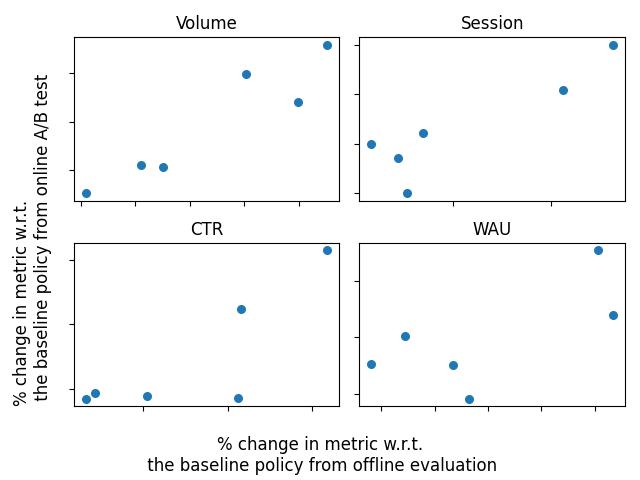 Volume
Session
CTR
WAU
% change in metric w.r.t.
the baseline policy from online A/B test
% change in metric w.r.t.
the baseline policy from offline evaluation